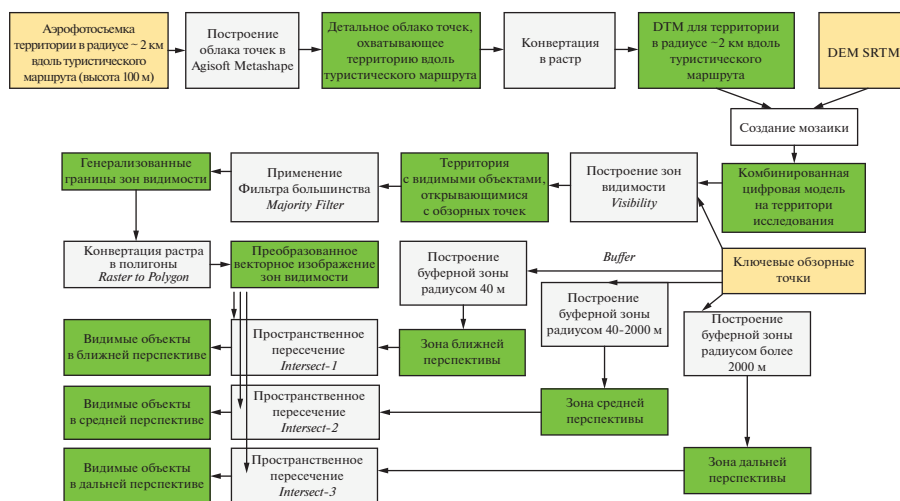 Аэрофотосъемка
территории в радиусе ~ 2 км
вдоль туристического
маршрута (высота 100 м)
Построение
облака точек в
Agisoft Metashape
Детальное облако точек,
охватывающее
территорию вдоль
туристического маршрута
Конвертация
в растр
DTM для территории
в радиусе ~2 км вдоль
туристического
маршрута
DEM SRTM
Создание мозаики
Генерализованные
границы зон видимости
Применение
Фильтра большинства
Majority Filter
Территория
с видимыми объектами,
открывающимися
с обзорных точек
Построение зон
видимости
Visibility
Комбинированная
цифровая модель
на территори
исследования
Конвертация растра
в полигоны
Raster to Polygon
Преобразованное
векторное изображение
зон видимости
Построение
буферной зоны
радиусом 40 м
Buffer
Ключевые обзорные
точки
Построение
буферной зоны
радиусом 40-2000 м
Построение
буферной зоны
радиусом более
2000 м
Видимые объекты
в ближней перспективе
Пространственное
пересечение
Intersect-1
Зона ближней
перспективы
Видимые объекты
в средней перспективе
Пространственное
пересечение
Intersect-2
Зона средней
перспективы
Видимые объекты
в дальней перспективе
Пространственное
пересечение
Intersect-3
Зона дальней
перспективы